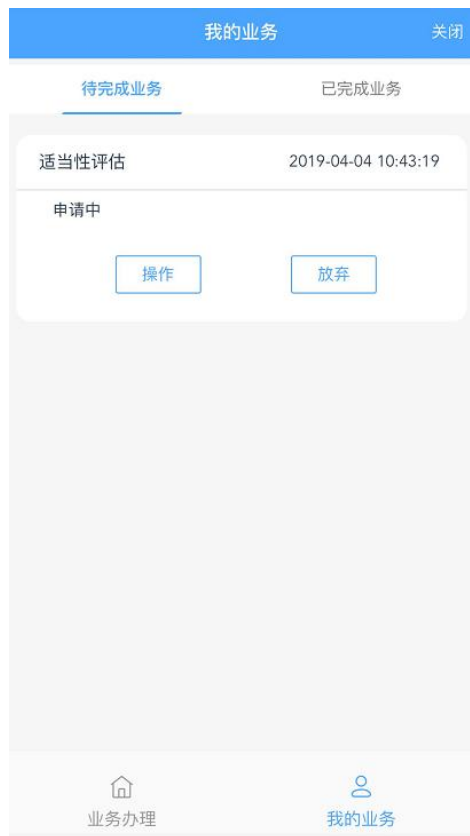 我的业务 关闭
待完成业务 已完成业务
适当性评估 2019-04-04 10:43:19
申请中
操作 放弃
业务办理 我的业务